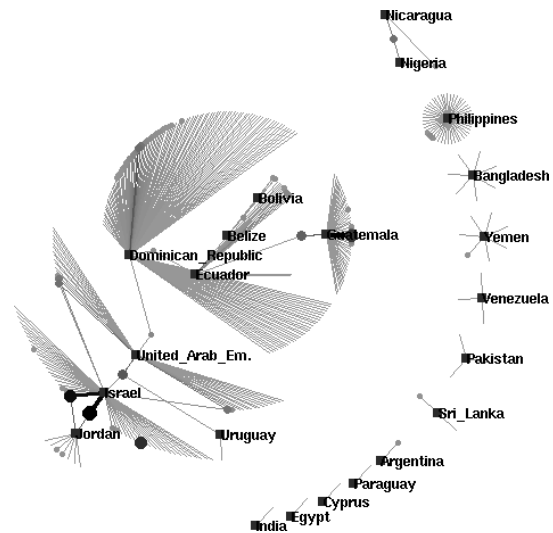 Nicaragua
Nigeria
Philippines
Bangladesh
Bolivia
Belize
Guatemala
Yemen
Dominican_Republic
Ecuador
Venezuela
United_Arab_Em.
Pakistan
Israel
Sri_Lanka
Jordan
Uruguay
Argentina
Paraguay
Cyprus
Egypt
India